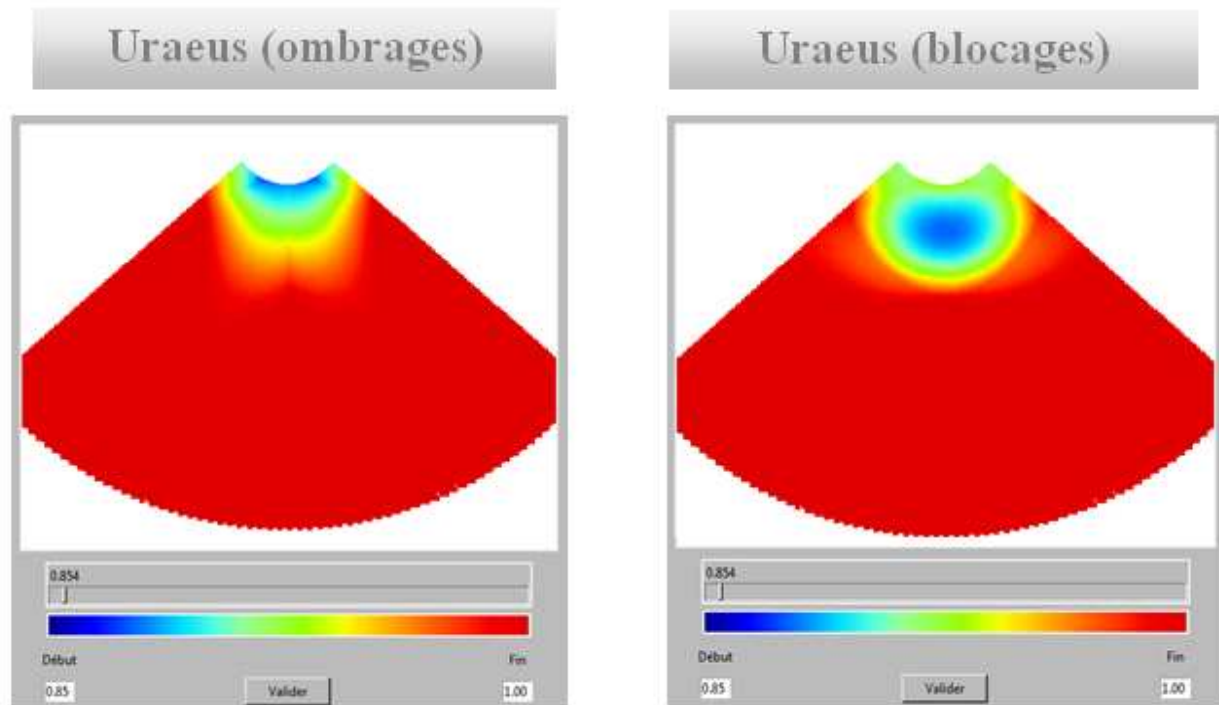 Uraeus (ombrages)
Uraeus (blocages)
0.854
Début
Fin
0.85
Valider
1.00
0.854
Début
Fin
0.85
Valider
1.00